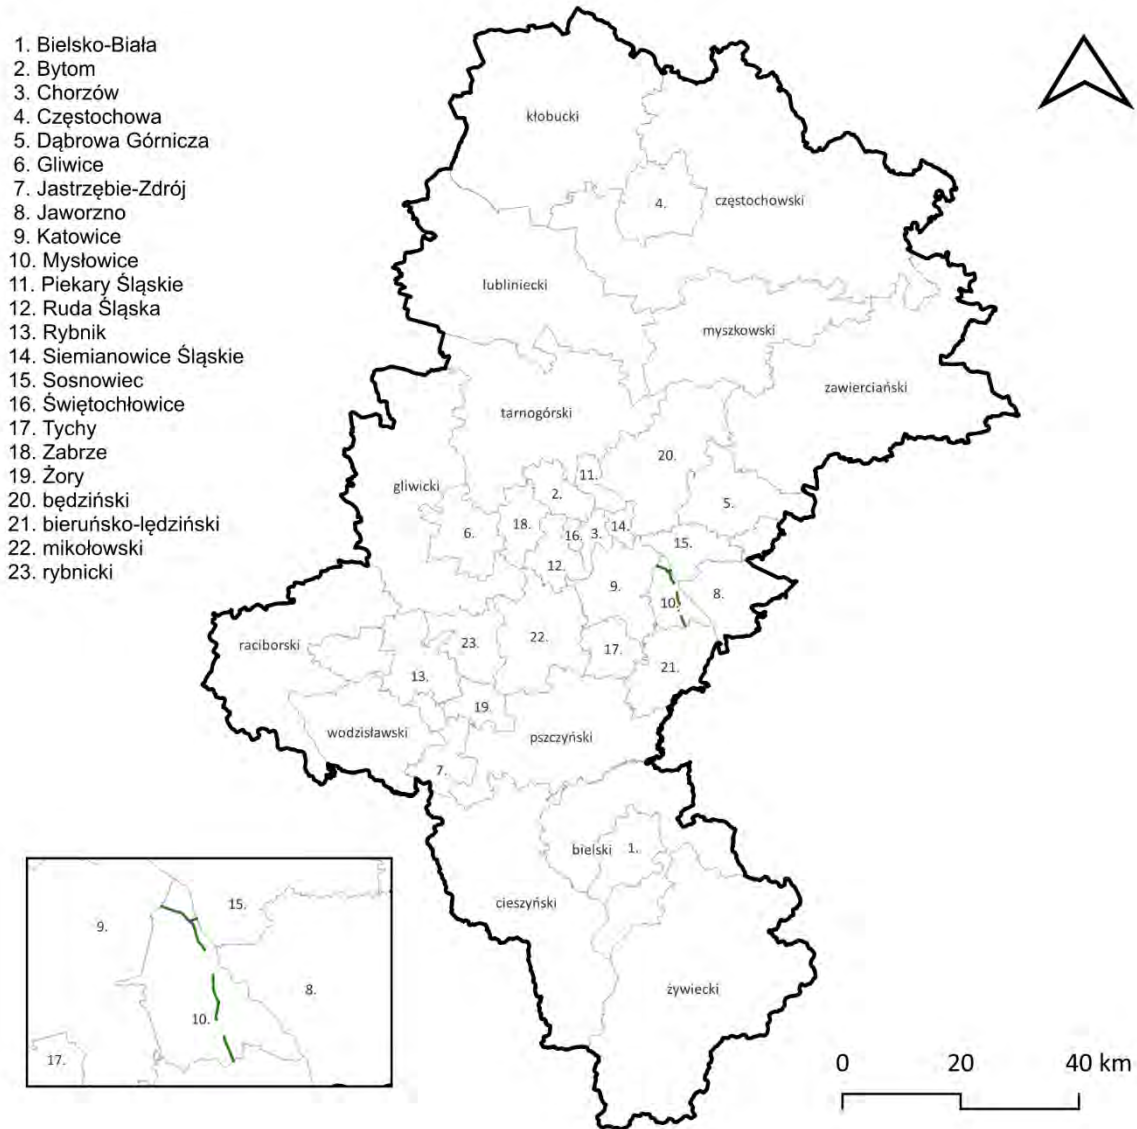 1. Bielsko-Biała
2. Bytom
3. Chorzów
4. Częstochowa
5. Dąbrowa Górnicza
6. Gliwice
7. Jastrzębie-Zdrój
8. Jaworzno
9. Katowice
10. Mysłowice
11. Piekary Śląskie
12. Ruda Śląska
13. Rybnik
14. Siemianowice Śląskie
15. Sosnowiec
16. Świętochłowice
17. Tychy
18. Zabrze
19. Żory
20. będziński
21. bieruńsko-lędziński
22. mikołowski
23. rybnicki
kłobucki
4.
częstochowski
lubliniecki
myszkowski
zawierciański
tarnogórski
20.
11.
gliwicki
2.
5.
6.
18.
16.
3.
14.
15.
12.
9.
10.
8.
raciborski
23.
22.
17.
21.
13.
19.
wodzisławski
pszczyński
7.
bielski
1.
cieszyński
żywiecki
9.
15.
8.
10.
17.
0 20 40 km